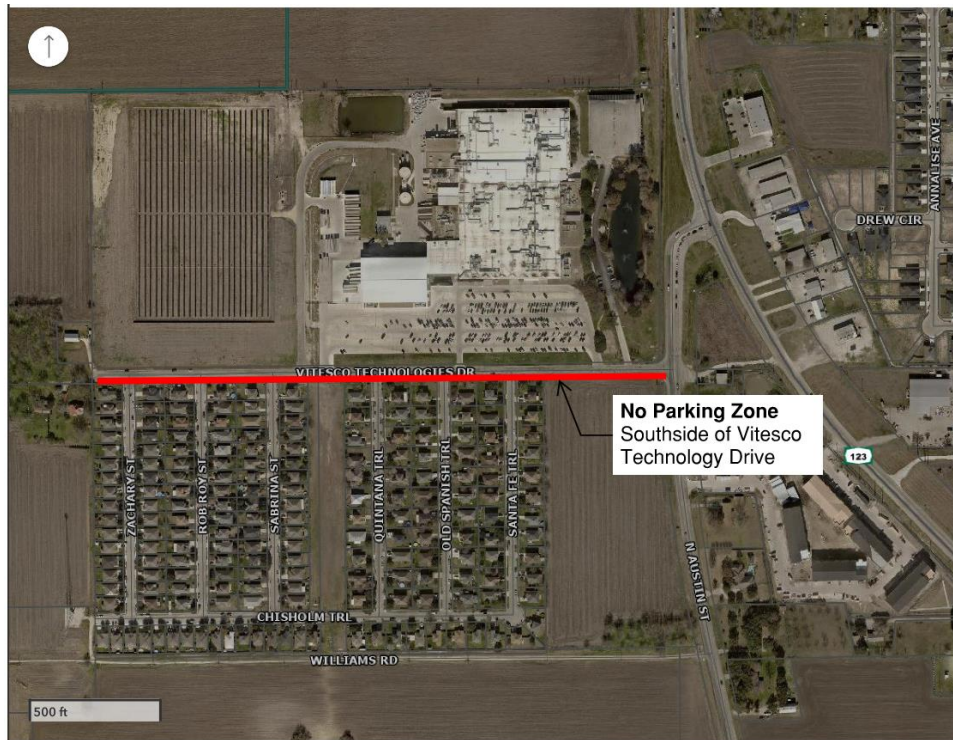 DREW CIR
ANNALISE AVE
VITESCO TECHNOLOGIES DR
No Parking Zone
Southside of Vitesco
Technology Drive
123
ZACHARY ST
ROB ROY ST
SABRINA ST
QUINTANA TRL
OLD SPANISH TRL
SANTA FE TRL
N AUSTIN ST
CHISHOLM TRL
WILLIAMS RD
500 ft